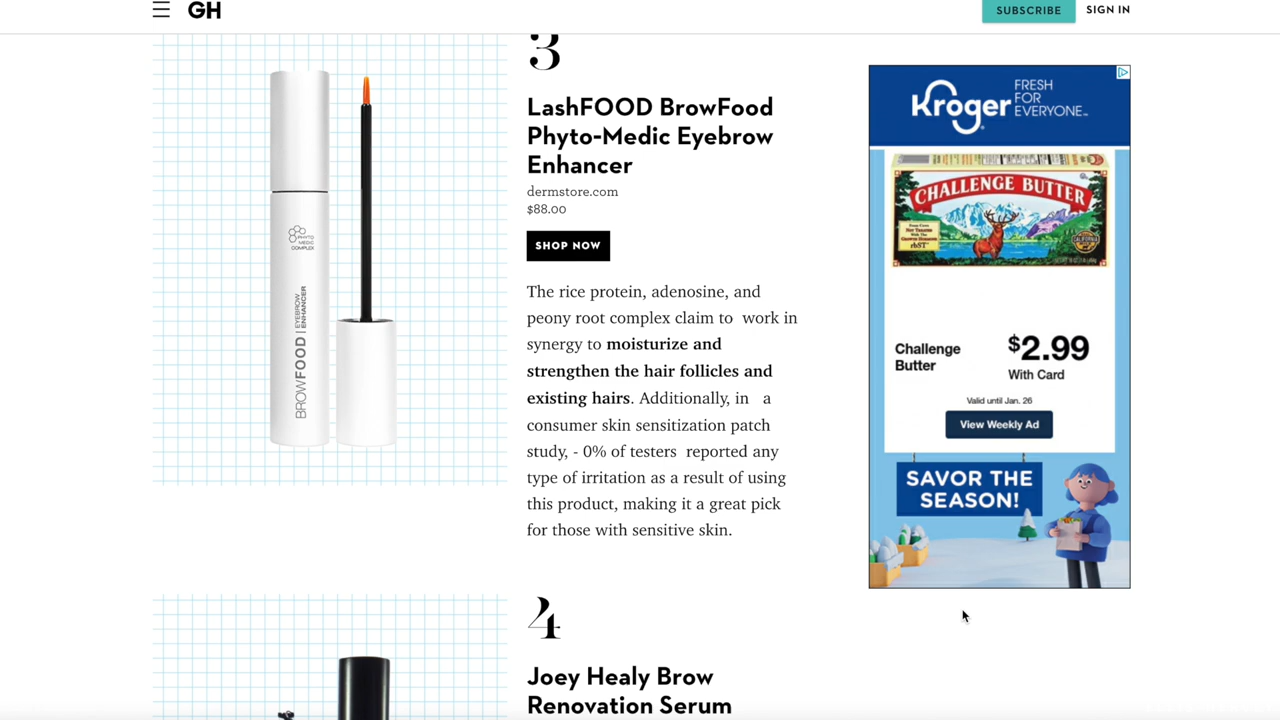 GH
SUBSCRIBE
SIGN IN
3
LashFOOD BrowFood
Phyto-Medic Eyebrow
Enhancer
dermstore.com
$88.00
SHOP NOW
The rice protein, adenosine, and
peony root complex claim to work in
synergy to moisturize and
strengthen the hair follicles and
existing hairs. Additionally, in a
consumer skin sensitization patch
study, - 0% of testers reported any
type of irritation as a result of using
this product, making it a great pick
for those with sensitive skin.
PHYTO
MEDIC
COMPLEX
BROWFOOD | EYEBROW
ENHANCER
4
Joey Healy Brow
Renovation Serum
Kroger
FRESH
FOR
EVERYONE
CHALLENGE BUTTER
rbST
CALIFORNIA
Challenge
Butter
$2.99
With Card
Valid until Jan. 26
View Weekly Ad
SAVOR THE
SEASON!